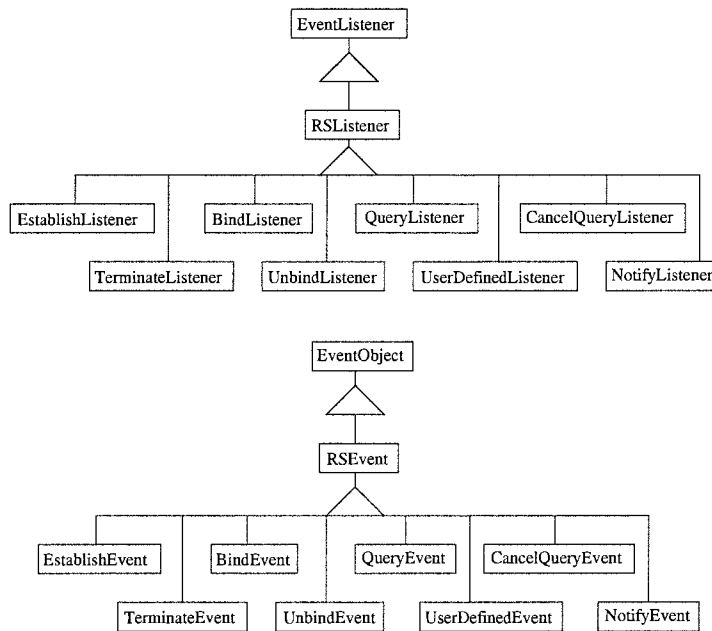 EventListener
RSListener
EstablishListener
BindListener
QueryListener
CancelQueryListener
TerminateListener
UnbindListener
UserDefinedListener
NotifyListener
EventObject
RSEvent
EstablishEvent
BindEvent
QueryEvent
CancelQueryEvent
TerminateEvent
UnbindEvent
UserDefinedEvent
NotifyEvent